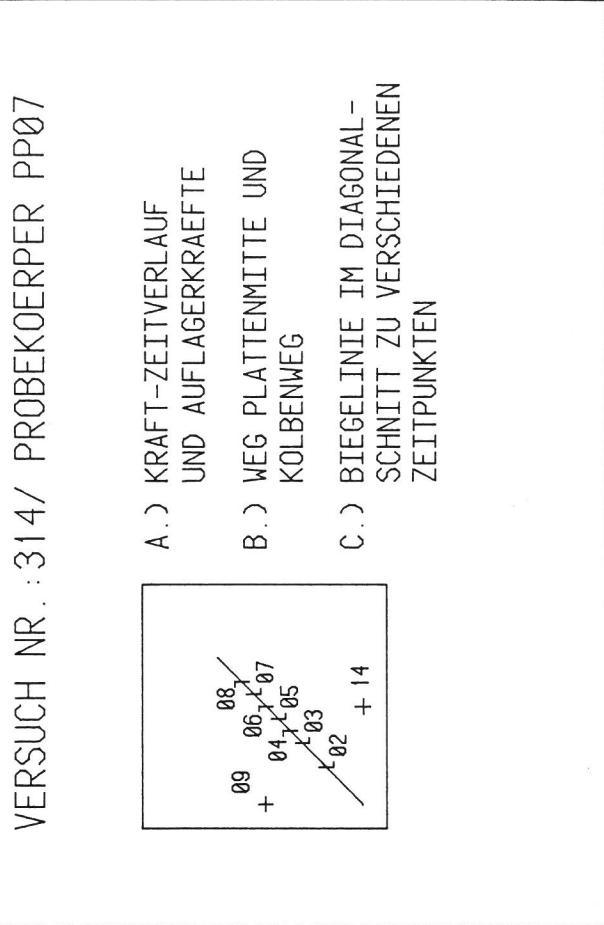 VERSUCH NR.:314/ PROBEKOERPER PP07
A.) KRAFT-ZEITVERLAUF
UND AUFLAGERKRAEFTE
B.) WEG PLATTENMITTE UND
KOLBENWEG
C.) BIEGELINIE IM DIAGONAL-
SCHNITT ZU VERSCHIEDENEN
ZEITPUNKTEN
09
08
07
06
05
04
03
02
14